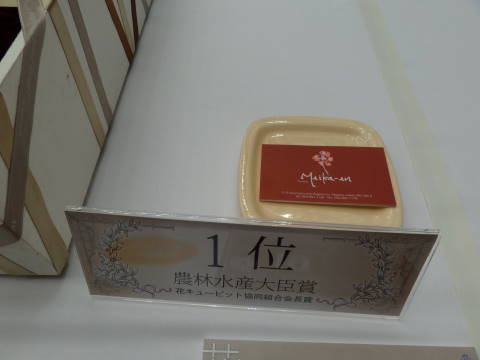 Meika-en
1位
農林水産大臣賞
花キューピット協同組合会長賞